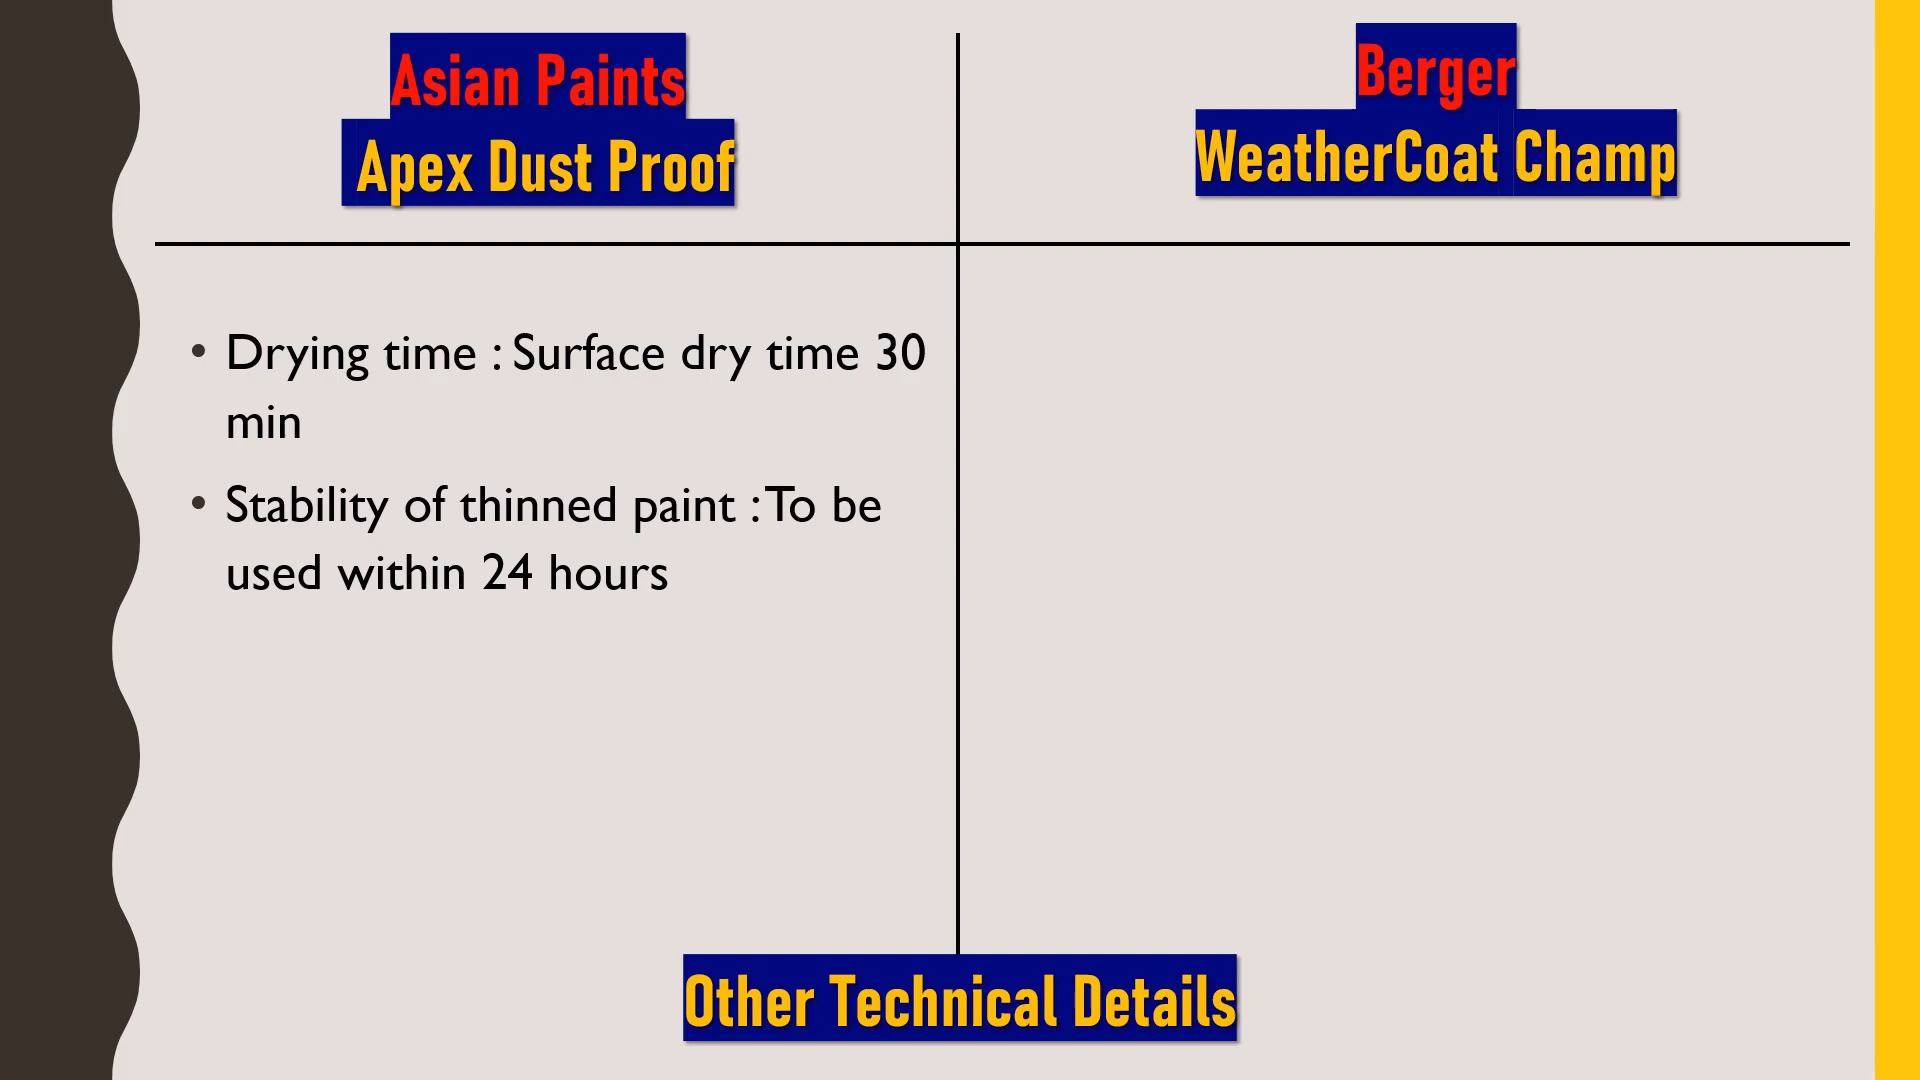 Asian Paints
Apex Dust Proof
Berger
WeatherCoat Champ
• Drying time : Surface dry time 30
min
• Stability of thinned paint : To be
used within 24 hours
Other Technical Details